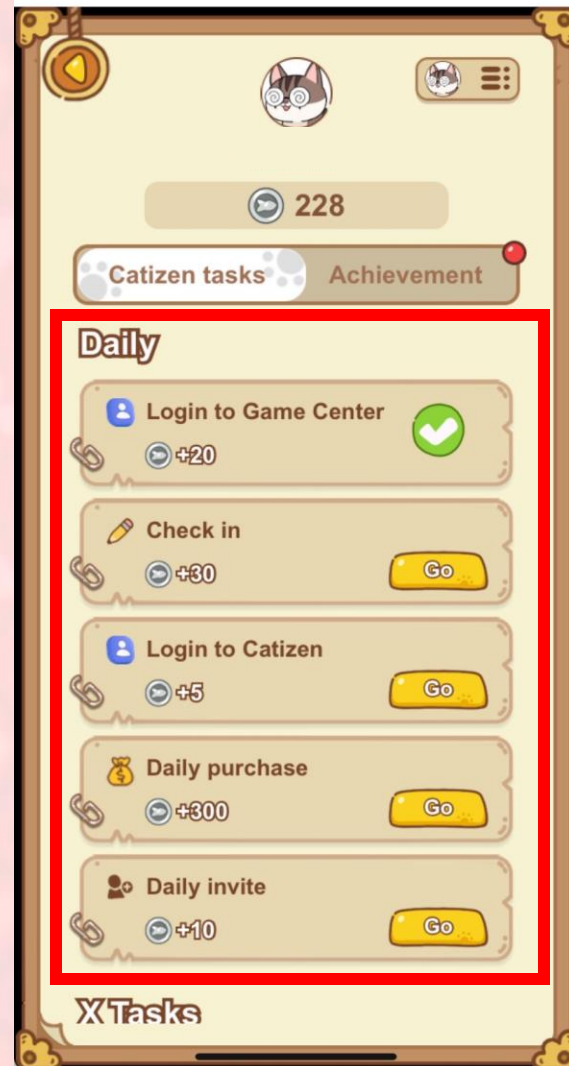 228
Catizen tasks
Achievement
Daily
Login to Game Center
+20
Check in
+30
Go
Login to Catizen
+5
Go
Daily purchase
+300
Go
Daily invite
+10
Go
X Tasks